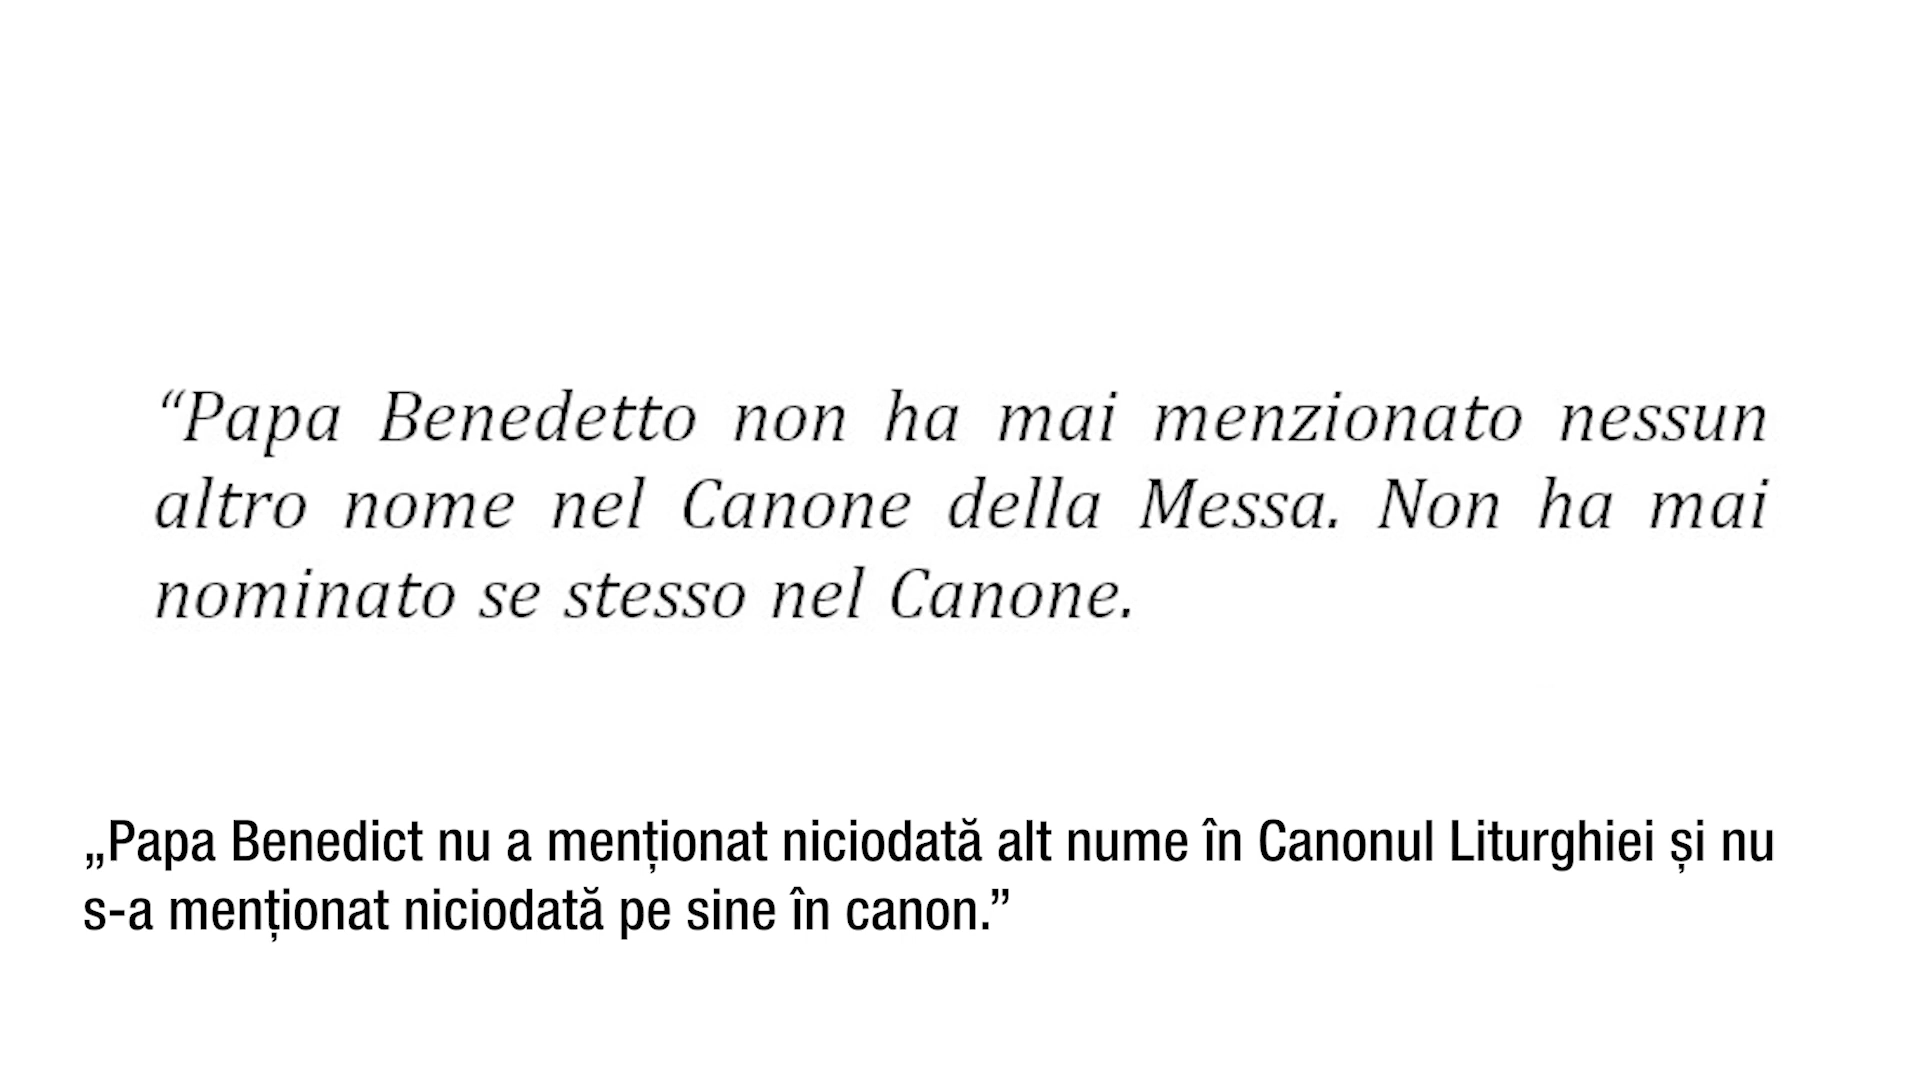 “Papa Benedetto non ha mai menzionato nessun
altro nome nel Canone della Messa. Non ha mai
nominato se stesso nel Canone.
„Papa Benedict nu a menționat niciodată alt nume în Canonul Liturghiei și nu
s-a menționat niciodată pe sine în canon.”